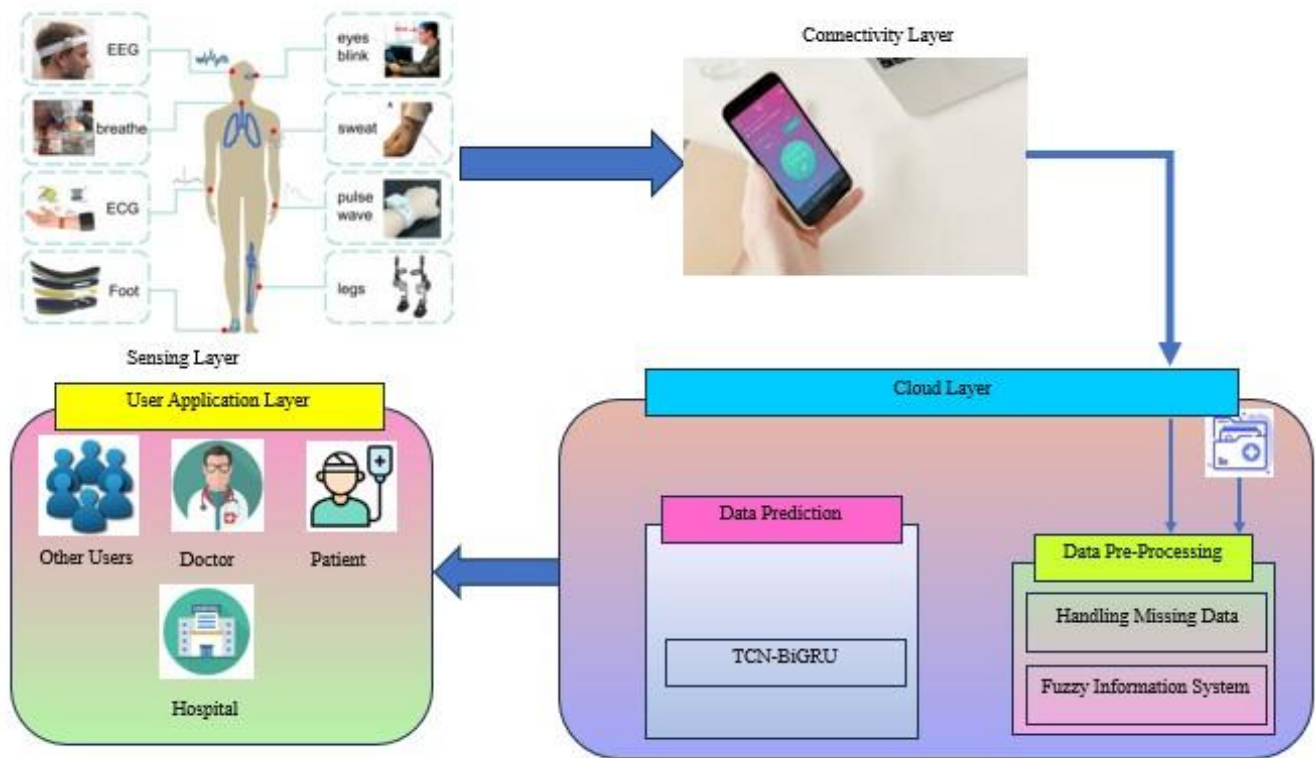 EEG
eyes
blink
breathe
sweat
ECG
pulse
wave
Foot
legs
Sensing Layer
Connectivity Layer
User Application Layer
Other Users
Doctor
Patient
Hospital
Cloud Layer
Data Prediction
TCN-BiGRU
Data Pre-Processing
Handling Missing Data
Fuzzy Information System